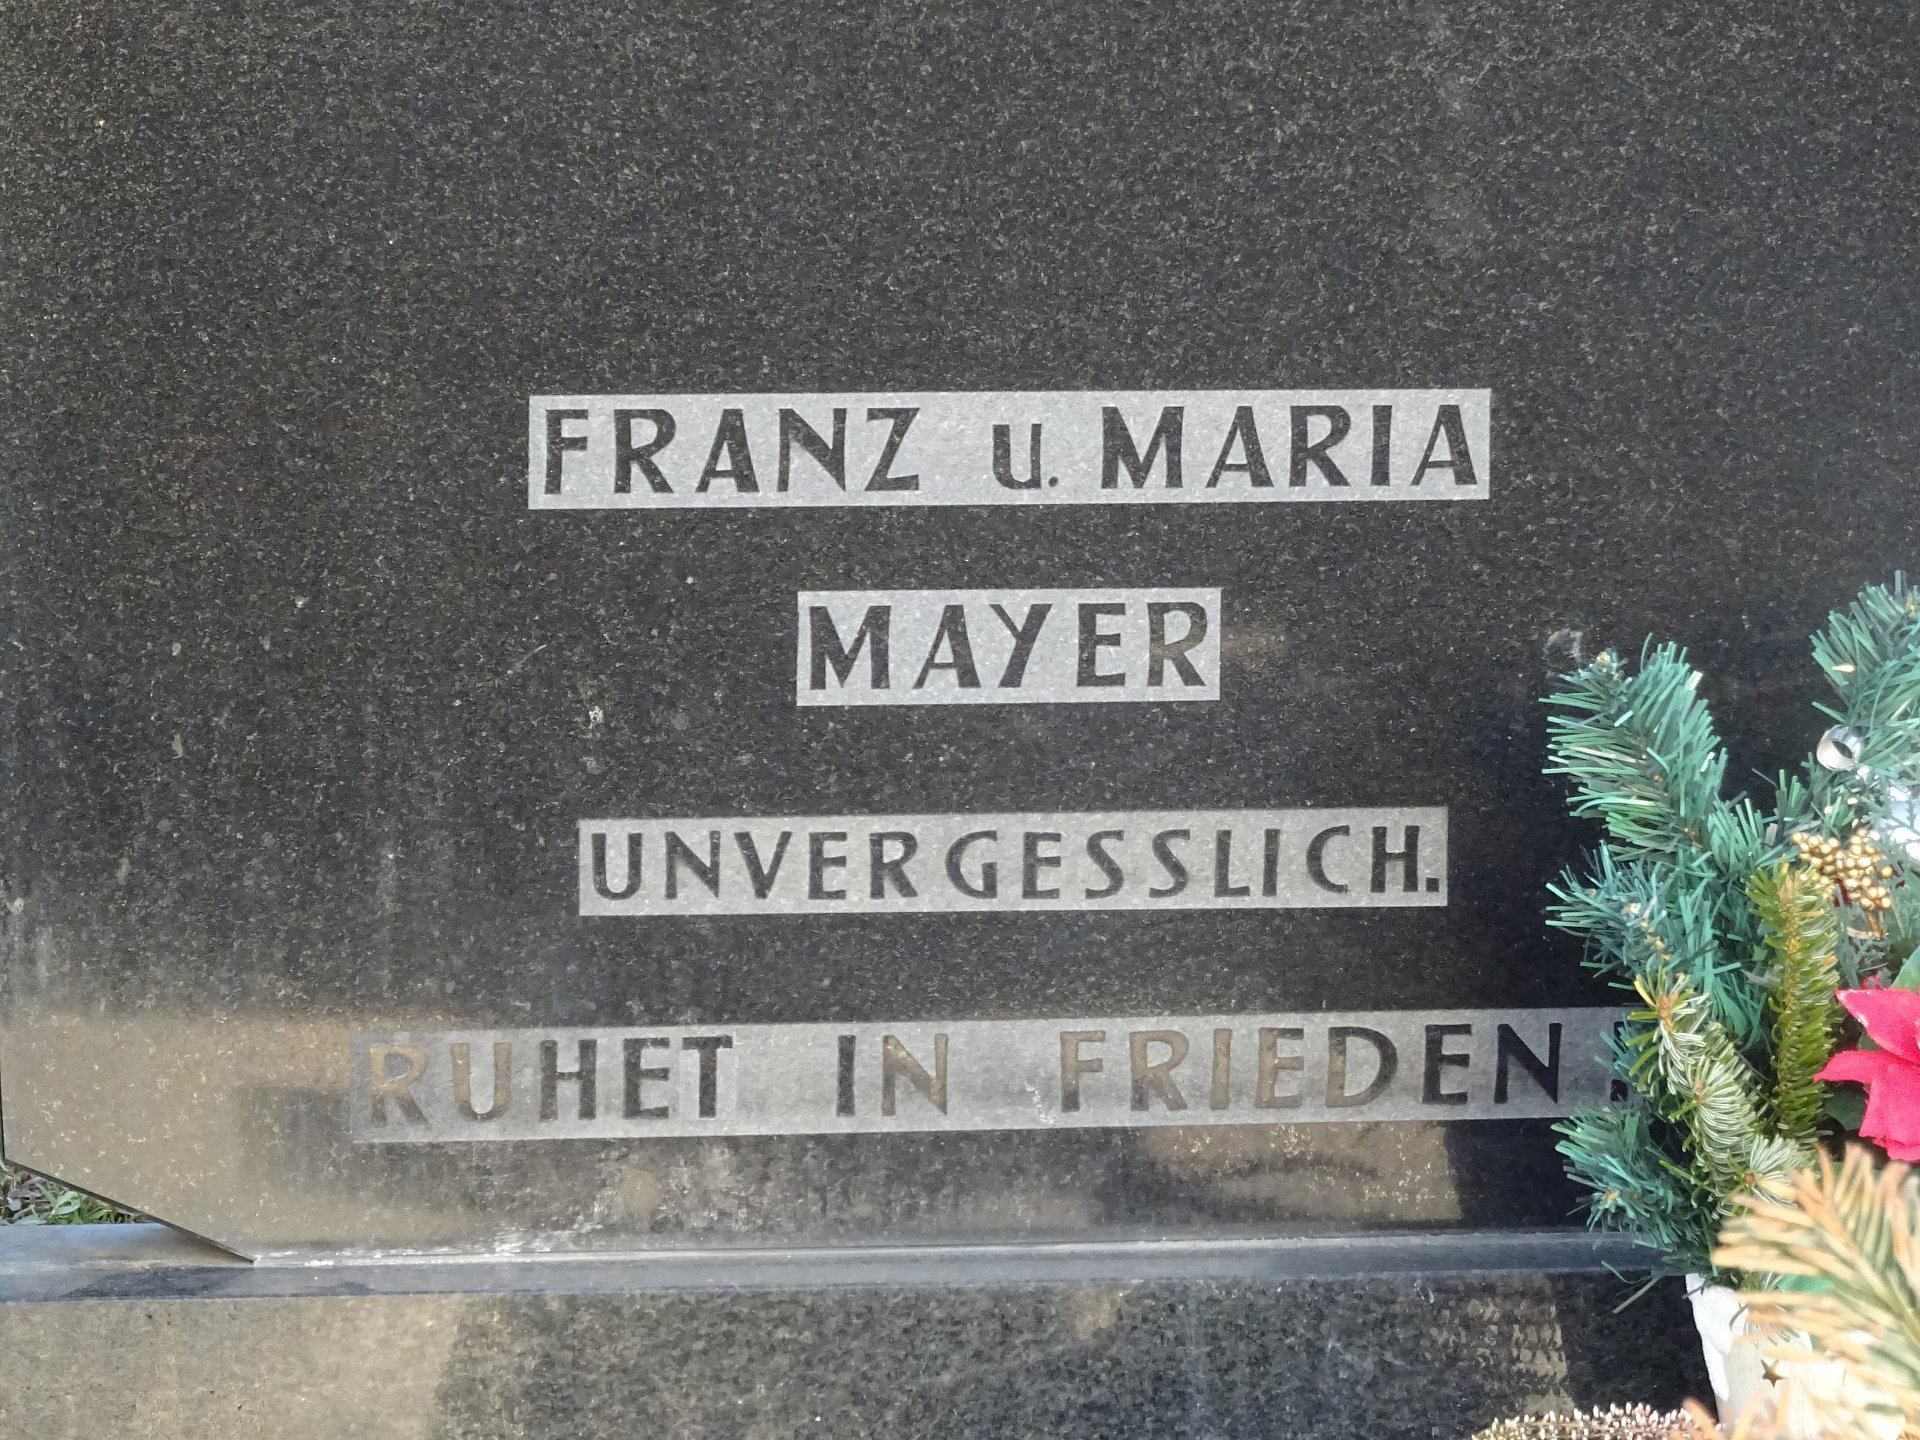 FRANZ u. MARIA
MAYER
UNVERGESSLICH.
RUHET IN FRIEDEN!